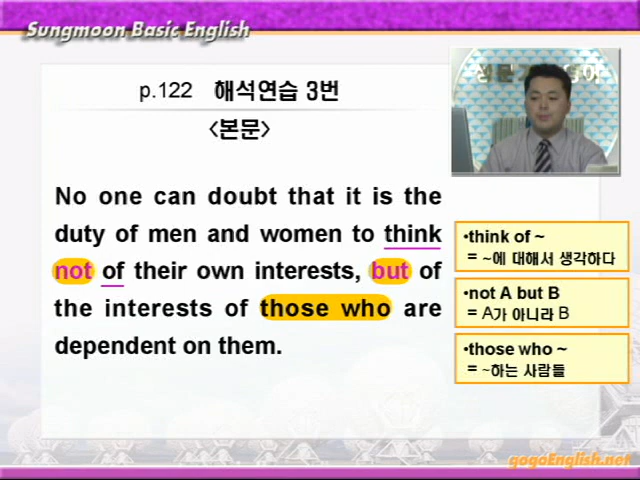 Sungmoon Basic English
p.122 해석연습 3번
<본문>
No one can doubt that it is the
duty of men and women to think
not of their own interests, but of
the interests of those who are
dependent on them.
•think of ~
= ~에 대해서 생각하다
•not A but B
= A가 아니라 B
•those who ~
= ~하는 사람들
gogoEnglish.net